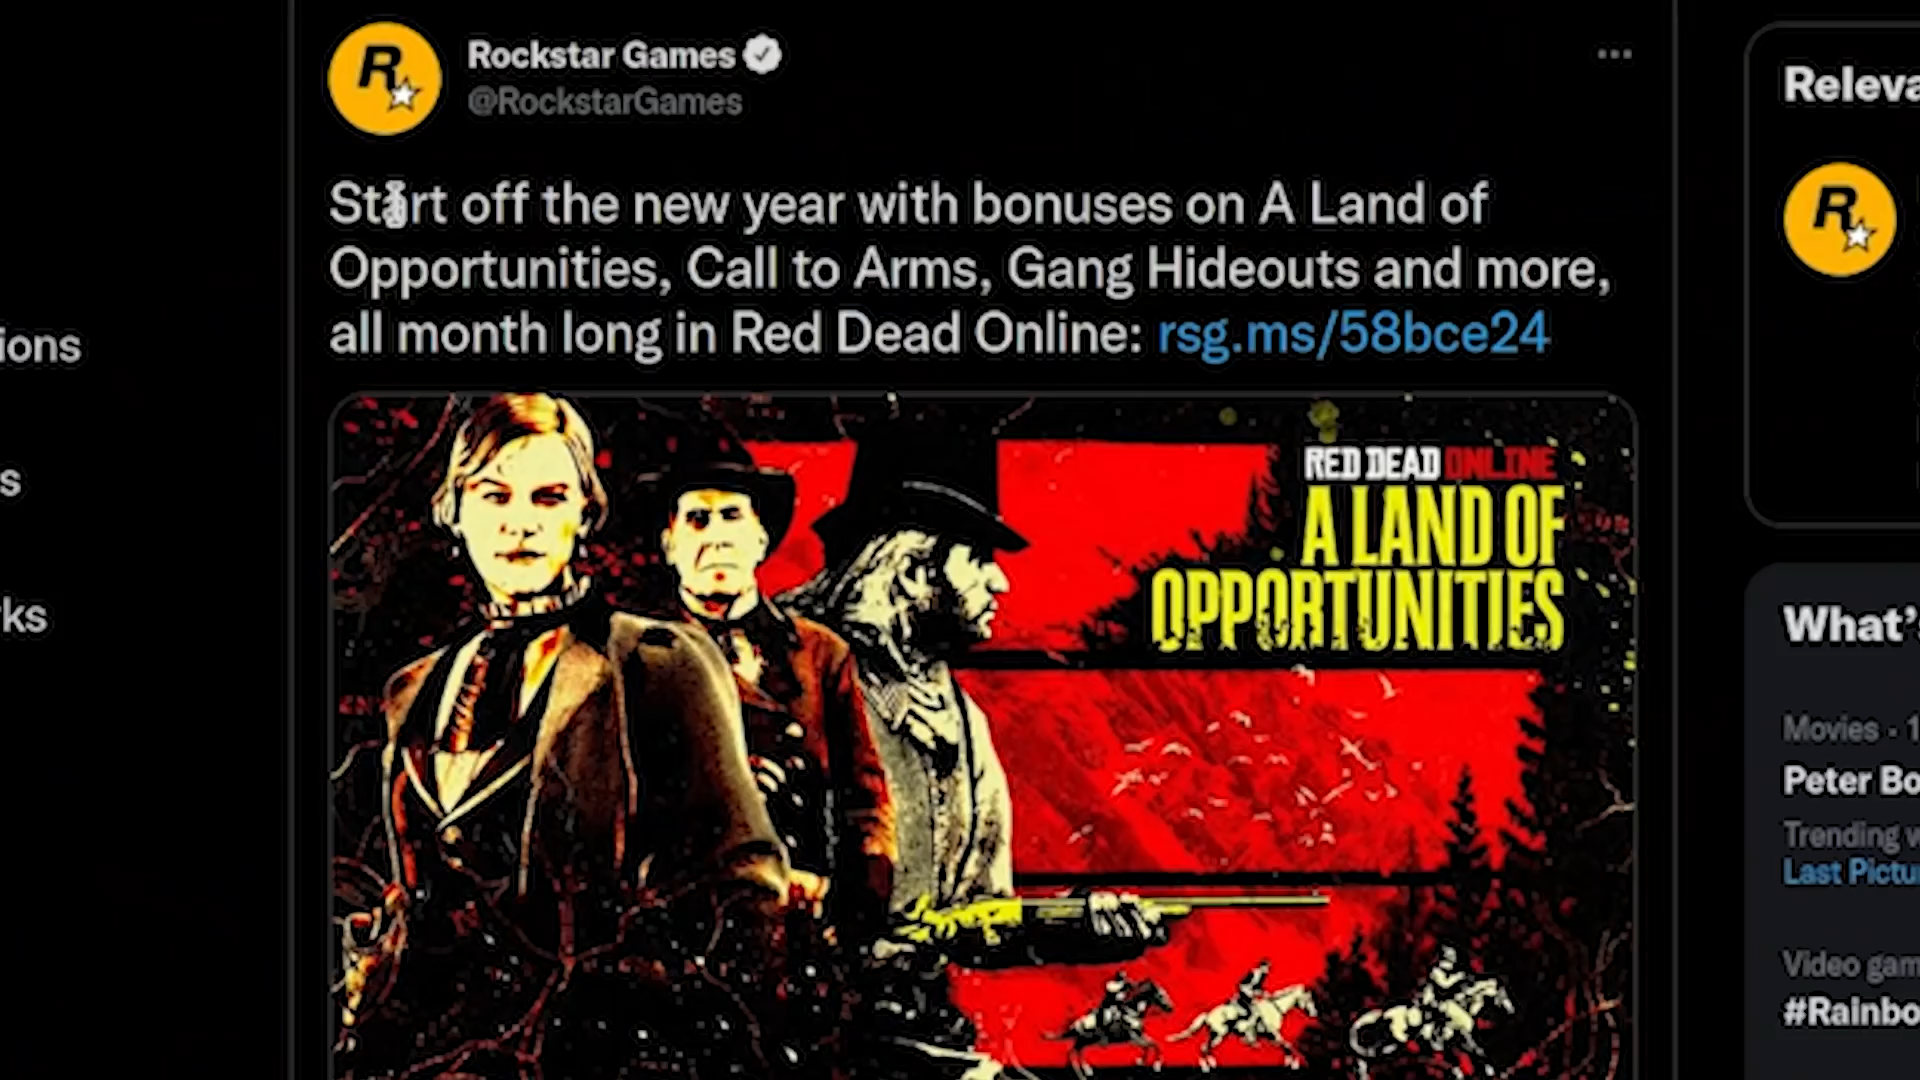 Rockstar Games
@RockstarGames
Start off the new year with bonuses on A Land of
Opportunities, Call to Arms, Gang Hideouts and more,
all month long in Red Dead Online: rsg.ms/58bce24
RED DEAD ONLINE
A LAND OF
OPPORTUNITIES
ions
s
ks
Releva
What's
Movies · 1
Peter Bo
Trending w
Last Pictu
Video gam
#Rainbo